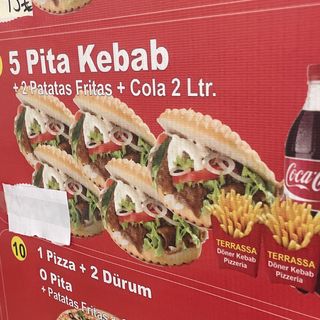 5 Pita Kebab
+ 2 Patatas Fritas + Cola 2 Ltr.
Coca-Cola
TERRASSA
Döner Kebab
Pizzeria
TERRASSA
Döner Kebab
Pizzeria
10
1 Pizza + 2 Dürum
O Pita
+ Patatas Fritas +